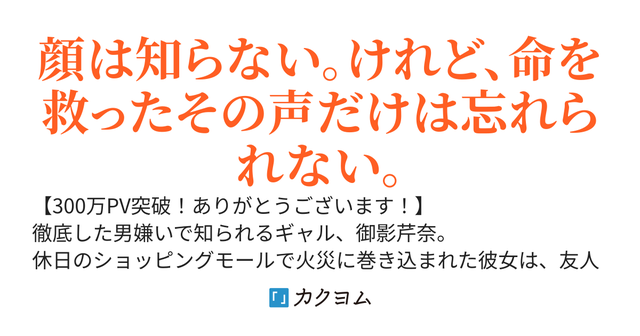 顔は知らない。けれど、命を
救ったその声だけは忘れら
れない。
【300万PV突破！ありがとうございます！】
徹底した男嫌いで知られるギャル、御影芹奈。
休日のショッピングモールで火災に巻き込まれた彼女は、友人
「」カクヨム